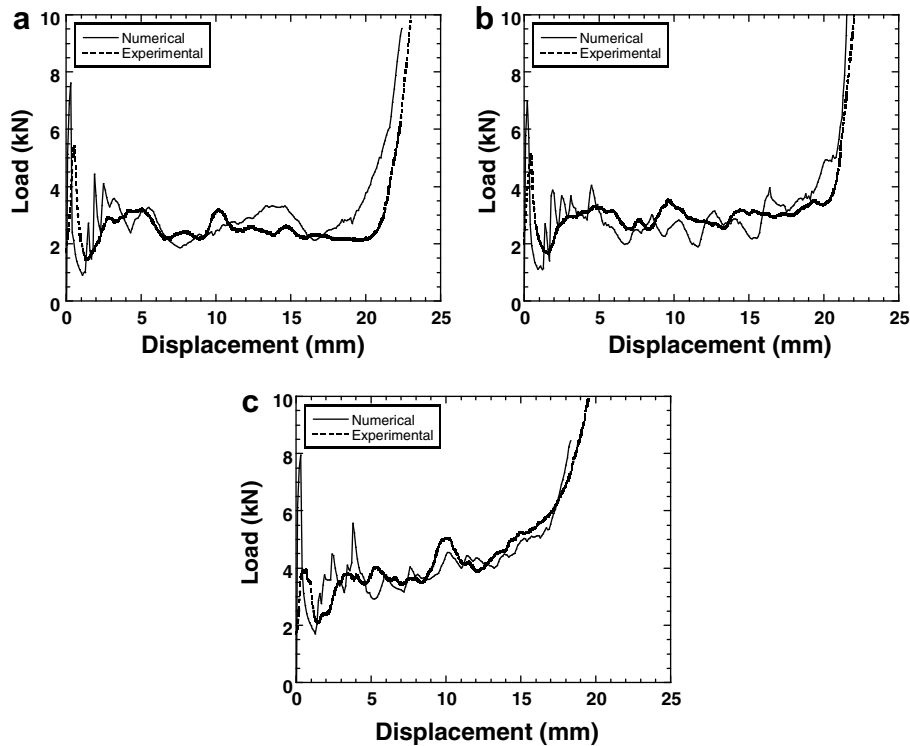 a
10
8
6
4
2
0
Load (kN)
Numerical
Experimental
0 5 10 15 20 25
Displacement (mm)
b
10
8
6
4
2
0
Load (kN)
Numerical
Experimental
0 5 10 15 20 25
Displacement (mm)
c
10
8
6
4
2
0
Load (kN)
Numerical
Experimental
0 5 10 15 20 25
Displacement (mm)